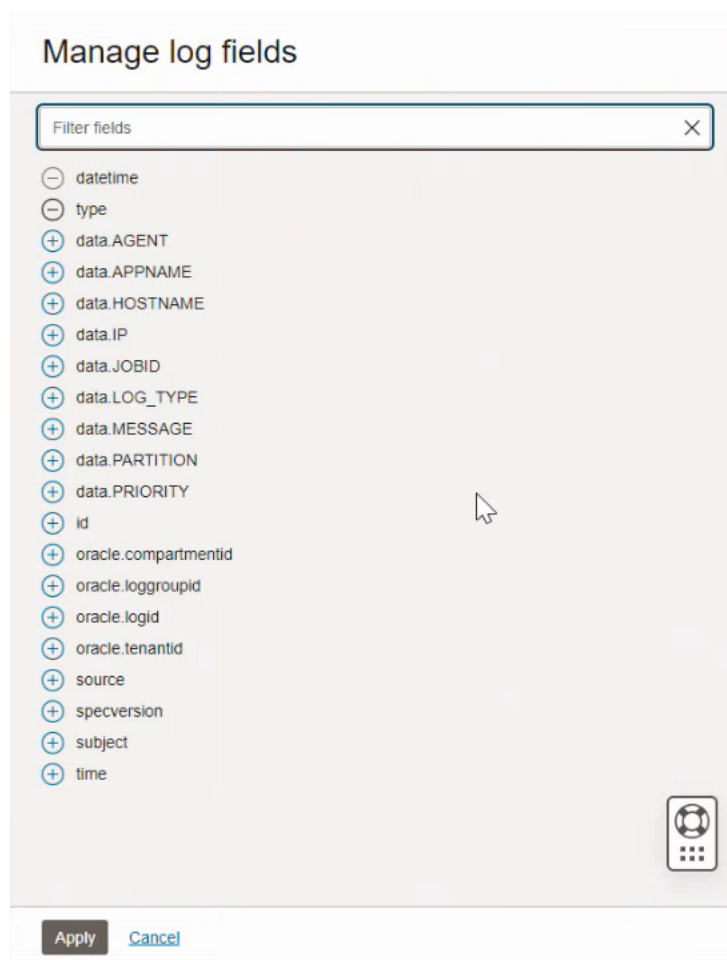 Manage log fields
Filter fields
datetime
type
data.AGENT
data.APPNAME
data.HOSTNAME
data.IP
data.JOBID
data.LOG_TYPE
data.MESSAGE
data.PARTITION
data.PRIORITY
id
oracle.compartmentid
oracle.loggroupid
oracle.logid
oracle.tenantid
source
specversion
subject
time
Apply Cancel